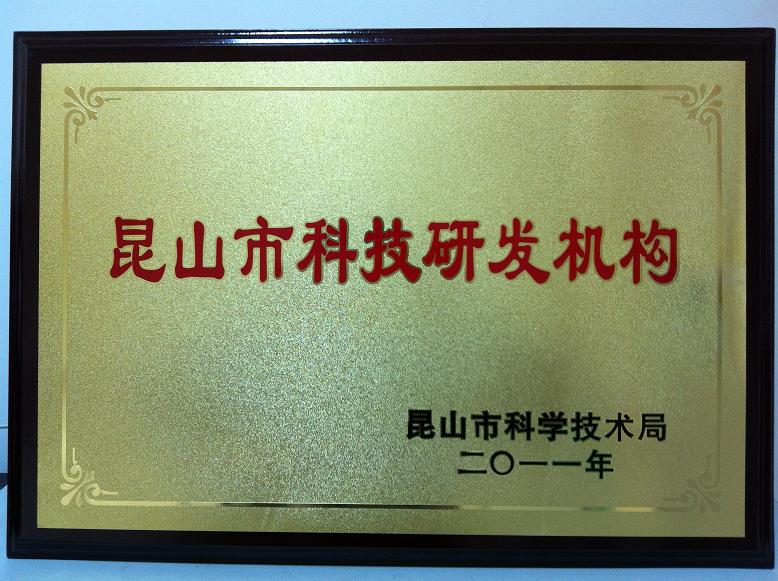 昆山市科技研发机构
昆山市科学技术局
二〇一一年